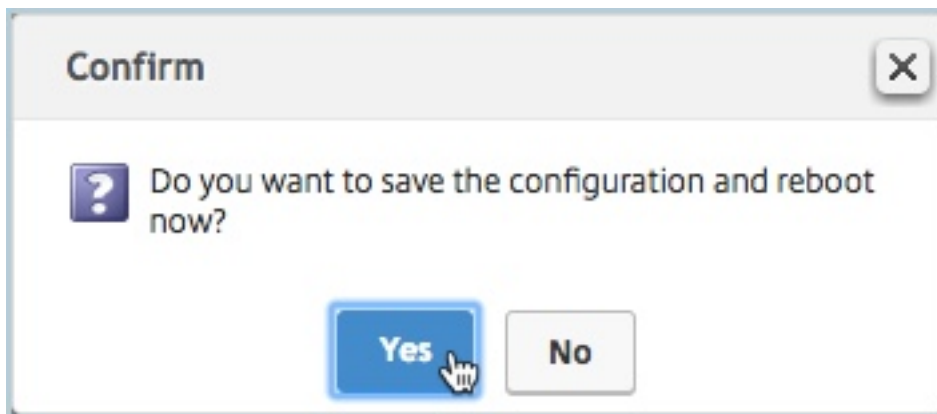 Confirm
Do you want to save the configuration and reboot
now?
Yes
No